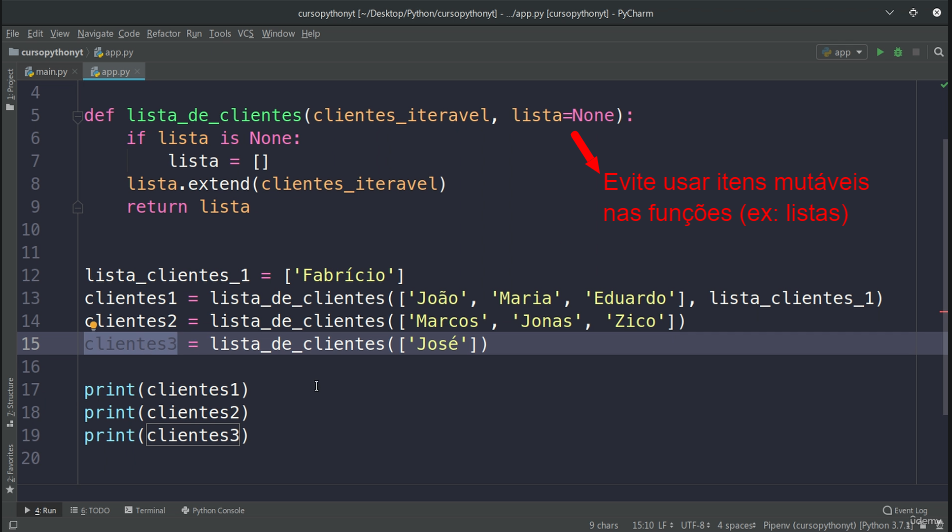 cursopythonyt [~/Desktop/Python/cursopythonyt] - .../app.py [cursopythonyt] - PyCharm
File Edit View Navigate Code Refactor Run Tools VCS Window Help
cursopythonyt app.py app
main.py app.py
1: Project
7: Structure
2: Favorites
4
5 def lista_de_clientes(clientes_iteravel, lista=None):
6 if lista is None:
7 lista = []
8 lista.extend(clientes_iteravel)
9 return lista
10
11
12 lista_clientes_1 = ['Fabrício']
13 clientes1 = lista_de_clientes(['João', 'Maria', 'Eduardo'], lista_clientes_1)
14 clientes2 = lista_de_clientes(['Marcos', 'Jonas', 'Zico'])
15 clientes3 = lista_de_clientes(['José'])
16
17 print(clientes1)
18 print(clientes2)
19 print(clientes3)
20
Evite usar itens mutáveis
nas funções (ex: listas)
4: Run 6: TODO Terminal Python Console Event Log
9 chars 15:10 LF UTF-8 4 spaces Pipenv (cursopythonyt) [Python 3.7.1]
udemy